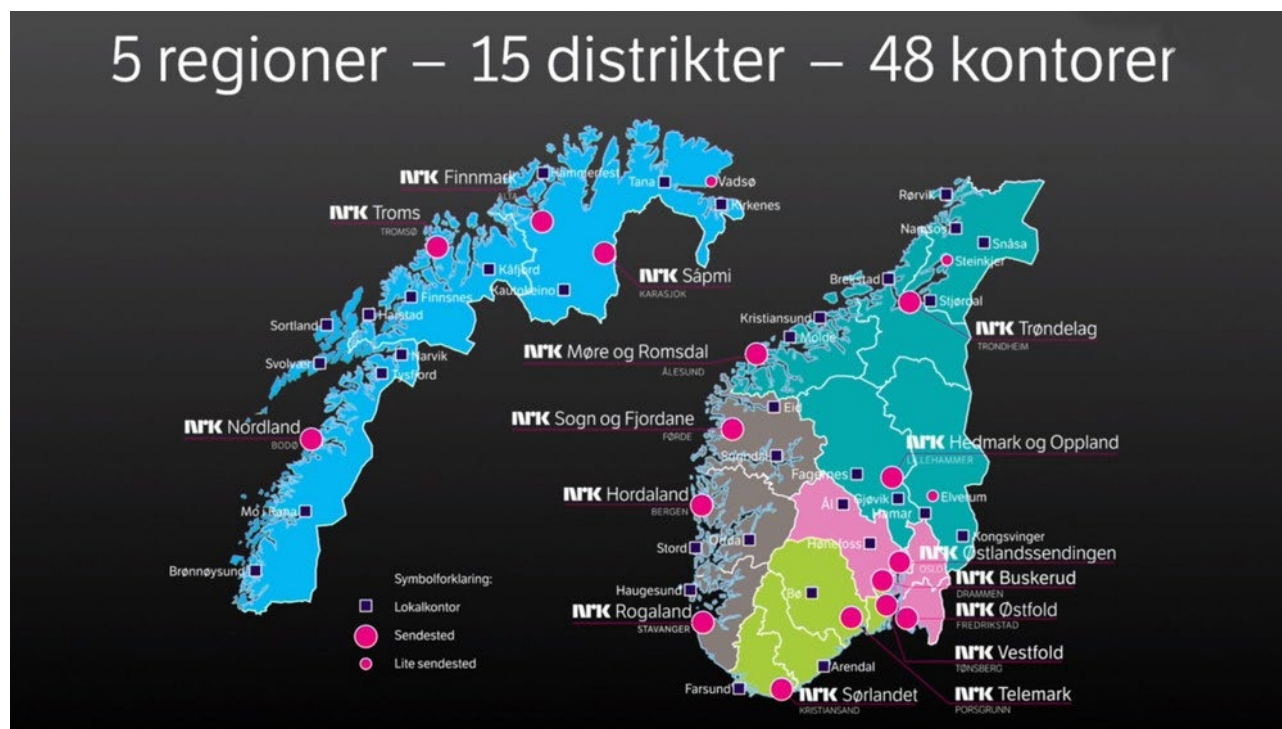 5 regioner – 15 distrikter – 48 kontorer
NRK Finnmark
ALTA
Hammerfest
Tana
Vadsø
Kirkenes
NRK Troms
TROMSØ
NRK Sápmi
KARASJOK
Kåfjord
Kautokeino
Finnsnes
Harstad
Sortland
Svolvær
Narvik
Tysfjord
NRK Nordland
BODØ
Mo i Rana
Brønnøysund
Symbolforklaring:
Lokalkontor
Sendested
Lite sendested
Rørvik
Namsos
Snåsa
Steinkjer
Brekstad
Stjørdal
NRK Trøndelag
TRONDHEIM
Kristiansund
Molde
NRK Møre og Romsdal
ÅLESUND
Eid
NRK Sogn og Fjordane
FØRDE
Sogndal
NRK Hedmark og Oppland
LILLEHAMMER
Fagernes
Gjøvik
Elverum
Hamar
Kongsvinger
NRK Hordaland
BERGEN
Ål
Hønefoss
Stord
Odda
NRK Østlandssendingen
OSLO
NRK Buskerud
DRAMMEN
Haugesund
Bø
NRK Rogaland
STAVANGER
NRK Østfold
FREDRIKSTAD
NRK Vestfold
TØNSBERG
Arendal
Farsund
NRK Sørlandet
KRISTIANSAND
NRK Telemark
PORSGRUNN